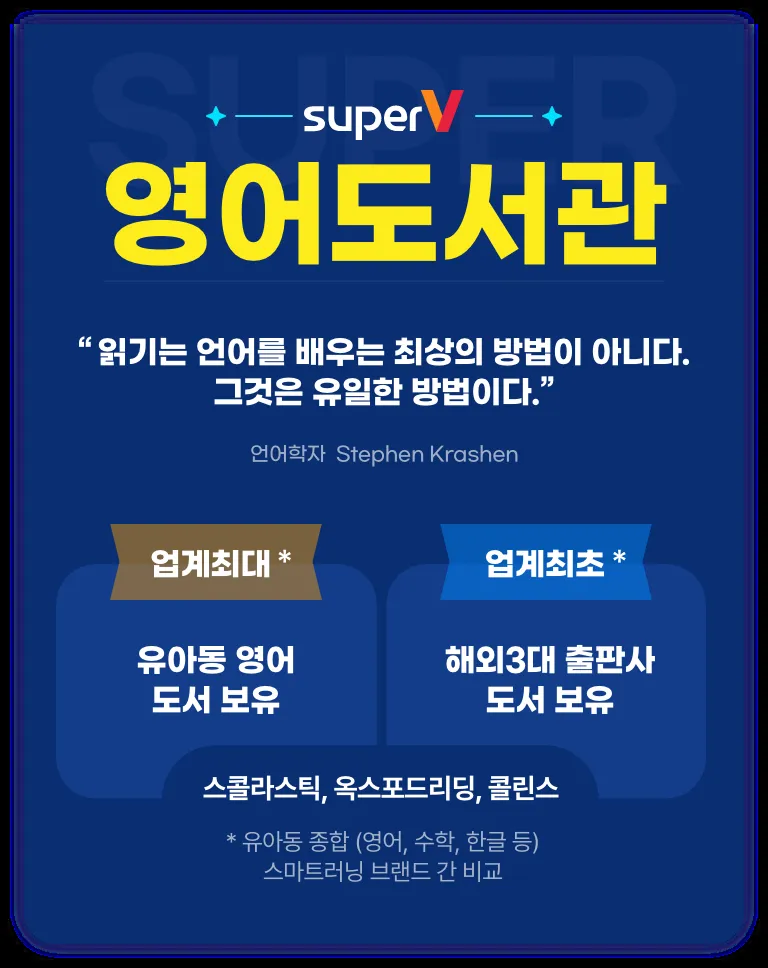 SUPER
superV
영어도서관
“읽기는 언어를 배우는 최상의 방법이 아니다.
그것은 유일한 방법이다.”
언어학자 Stephen Krashen
업계최대*
유아동 영어
도서 보유
업계최초*
해외3대 출판사
도서 보유
스콜라스틱, 옥스포드리딩, 콜린스
* 유아동 종합 (영어, 수학, 한글 등)
스마트러닝 브랜드 간 비교